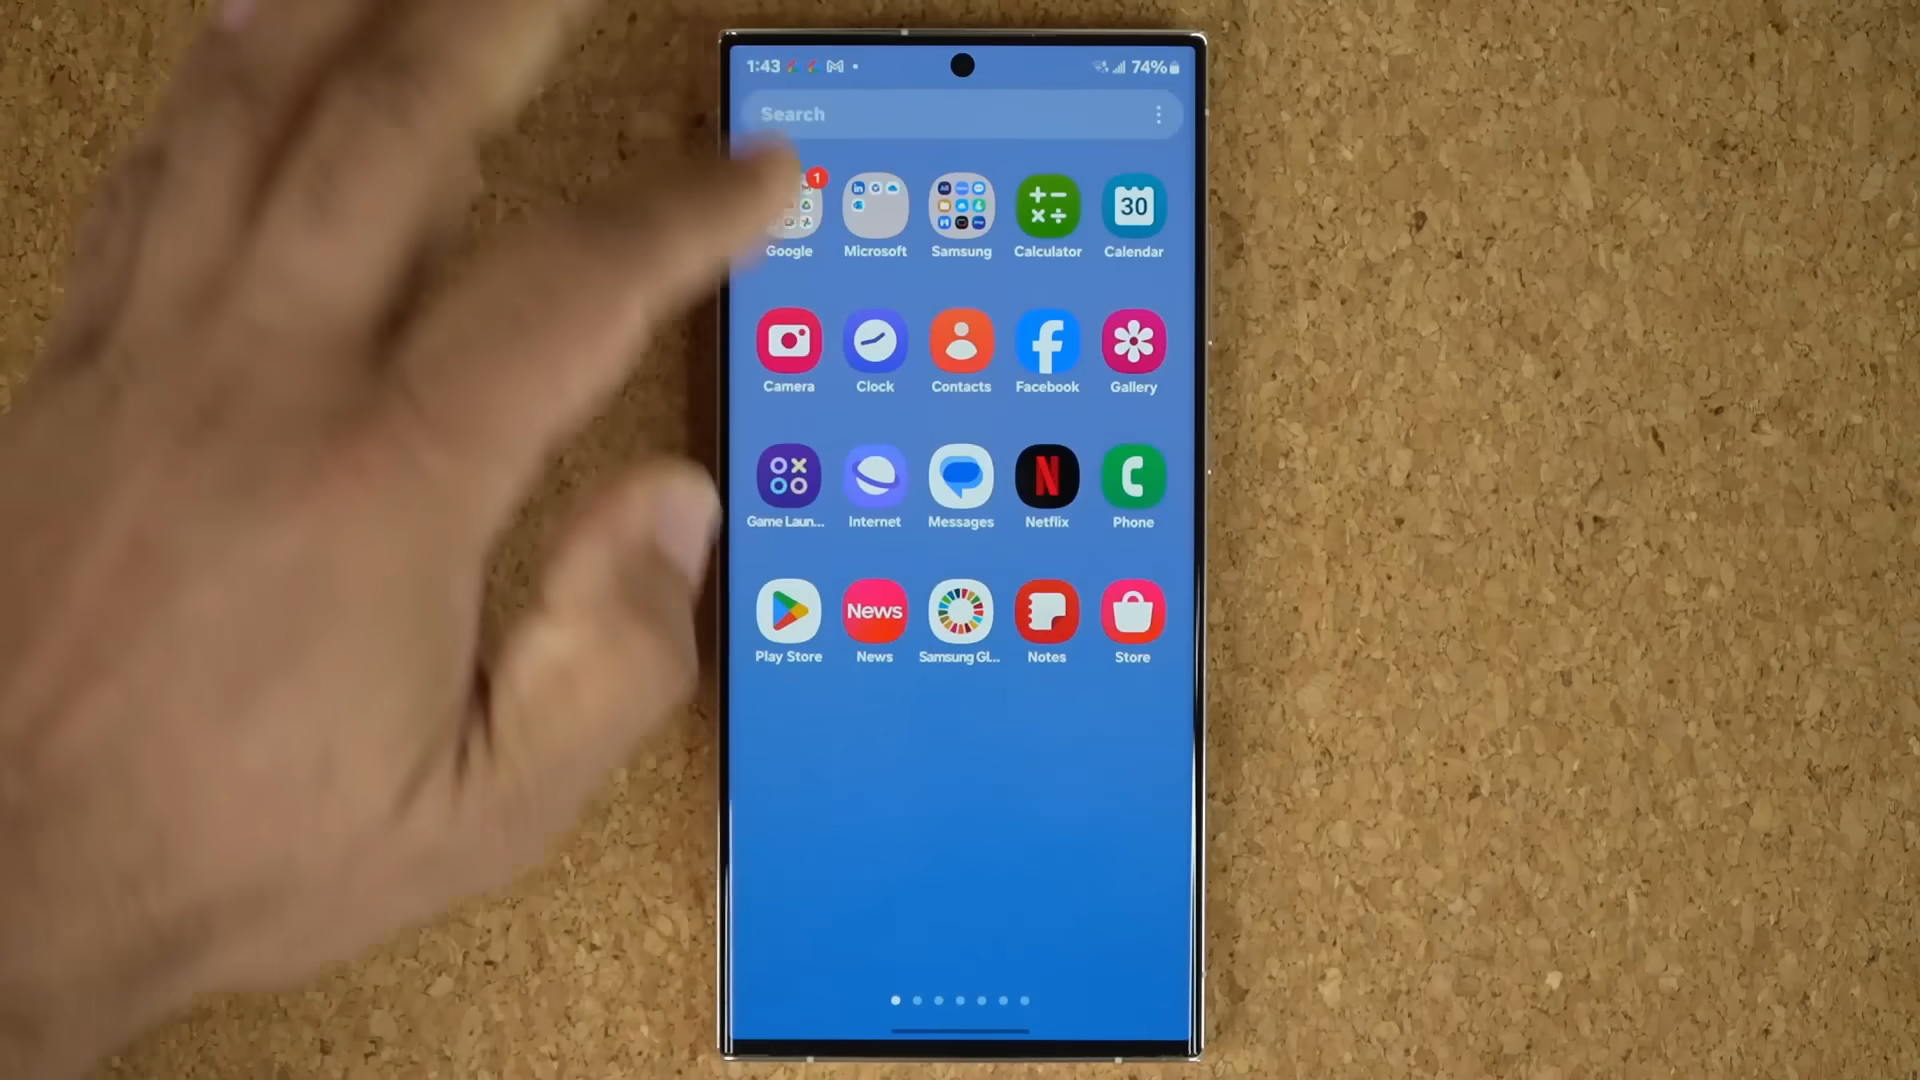 1:43 74%
Search
1
30
Google Microsoft Samsung Calculator Calendar
Camera Clock Contacts Facebook Gallery
Game Laun... Internet Messages Netflix Phone
News
Play Store News Samsung Gl... Notes Store